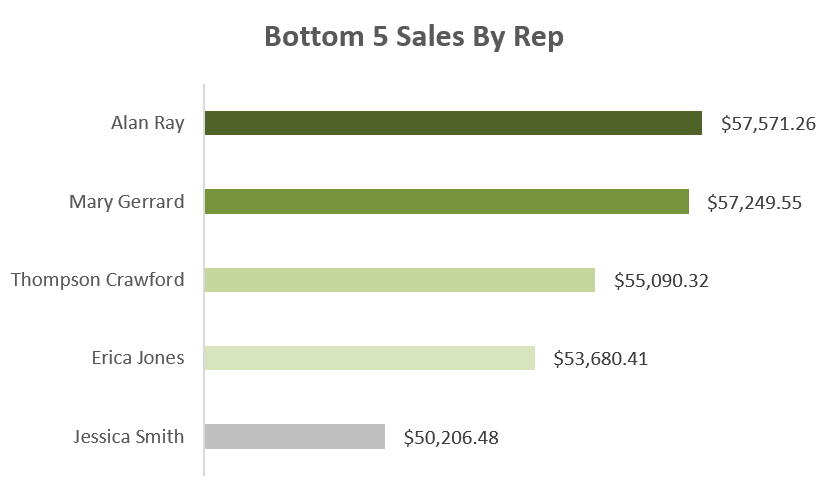 Bottom 5 Sales By Rep
Alan Ray $57,571.26
Mary Gerrard $57,249.55
Thompson Crawford $55,090.32
Erica Jones $53,680.41
Jessica Smith $50,206.48